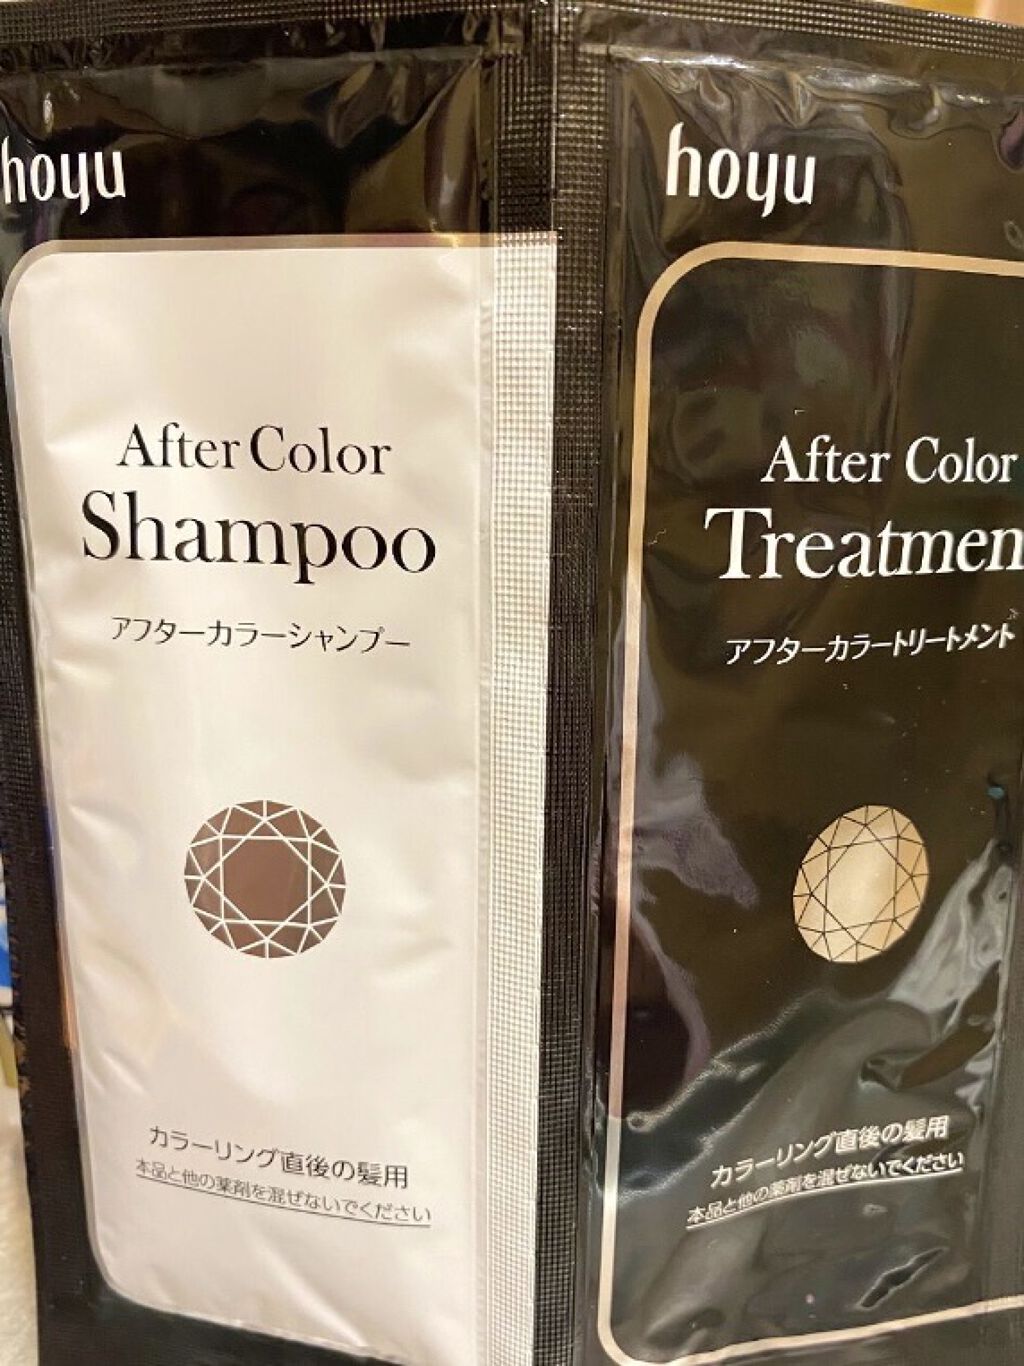 hoyu
After Color
Shampoo
アフターカラーシャンプー
カラーリング直後の髪用
本品と他の薬剤を混ぜないでください
hoyu
After Color
Treatmen
アフターカラートリートメント
カラーリング直後の髪用
本品と他の薬剤を混ぜないでください